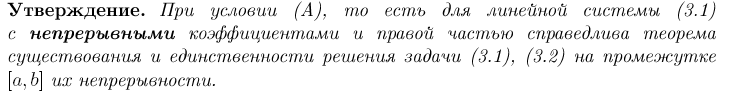 Утверждение. При условии (А), то есть для линейной системы (3.1)
с непрерывными коэффициентами и правой частью справедлива теорема
существования и единственности решения задачи (3.1), (3.2) на промежутке
[a, b] их непрерывности.